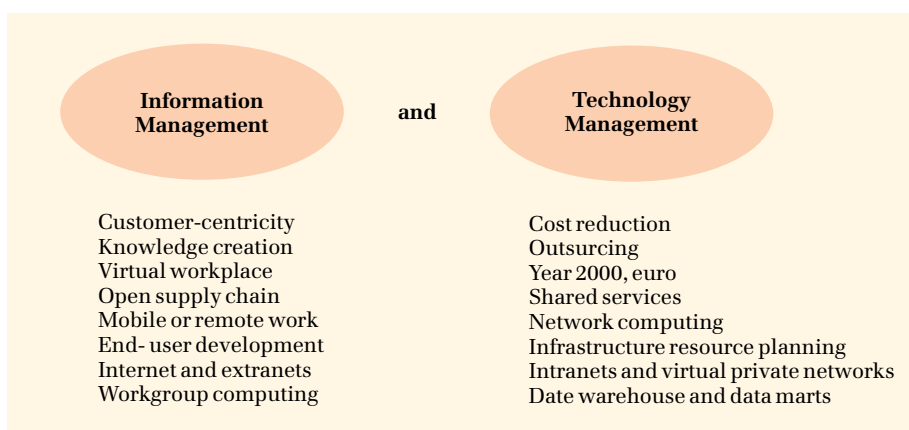 Information
Management
and
Technology
Management
Customer-centricity
Knowledge creation
Virtual workplace
Open supply chain
Mobile or remote work
End- user development
Internet and extranets
Workgroup computing
Cost reduction
Outsurcing
Year 2000, euro
Shared services
Network computing
Infrastructure resource planning
Intranets and virtual private networks
Date warehouse and data marts